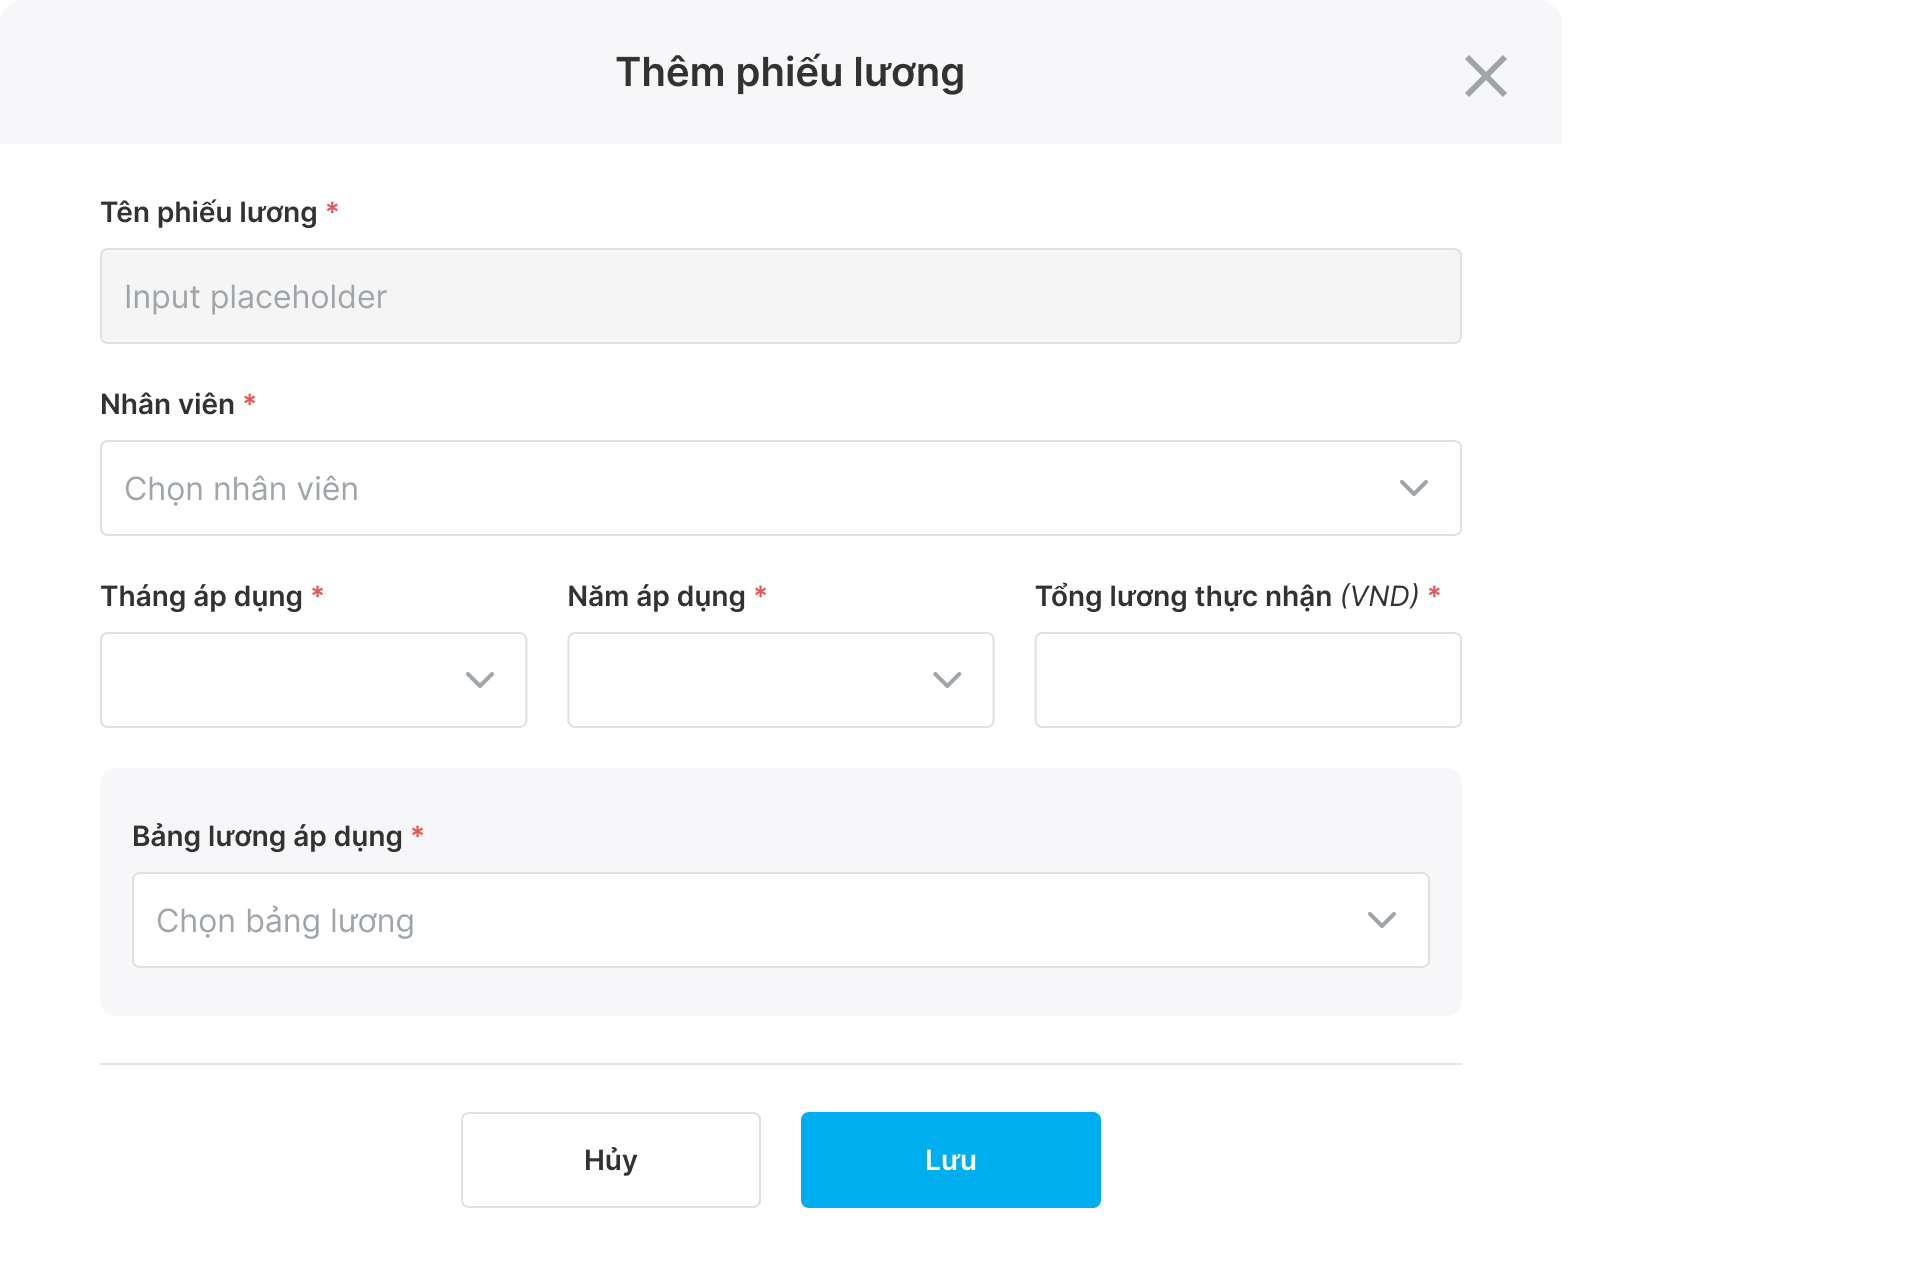 Thêm phiếu lương
Tên phiếu lương *
Input placeholder
Nhân viên *
Chọn nhân viên
Tháng áp dụng *
Năm áp dụng *
Tổng lương thực nhận (VND) *
Bảng lương áp dụng *
Chọn bảng lương
Hủy
Lưu